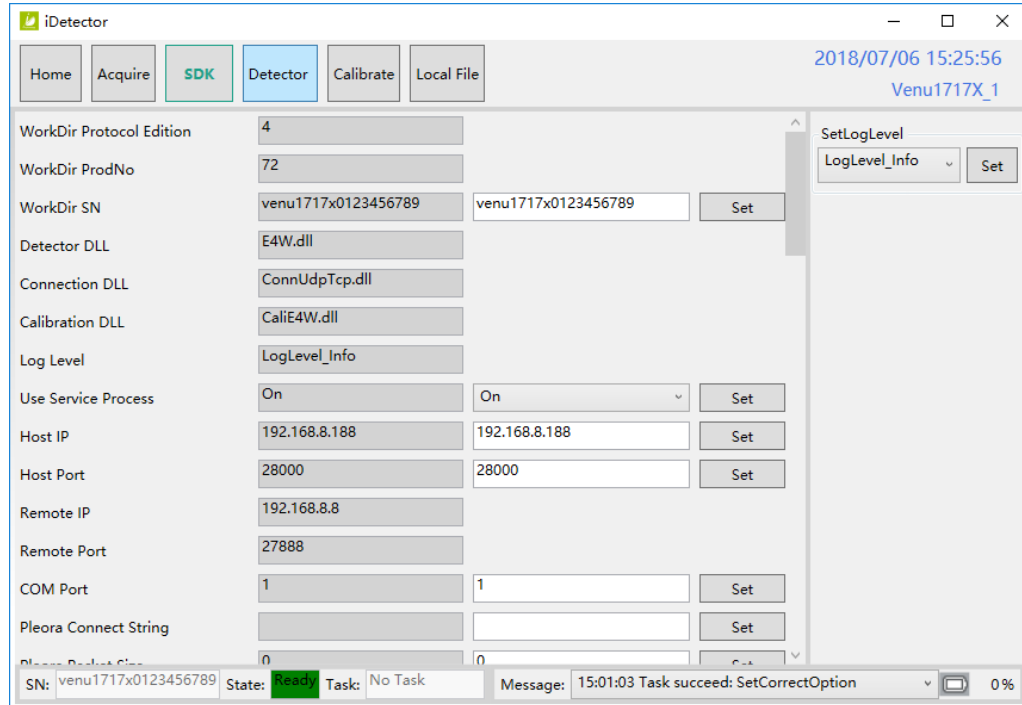 iDetector
Home Acquire SDK Detector Calibrate Local File
2018/07/06 15:25:56
Venu1717X_1
WorkDir Protocol Edition 4
WorkDir ProdNo 72
WorkDir SN venu1717x0123456789 venu1717x0123456789 Set
Detector DLL E4W.dll
Connection DLL ConnUdpTcp.dll
Calibration DLL CaliE4W.dll
Log Level LogLevel_Info
Use Service Process On On Set
Host IP 192.168.8.188 192.168.8.188 Set
Host Port 28000 28000 Set
Remote IP 192.168.8.8
Remote Port 27888
COM Port 1 1 Set
Pleora Connect String Set
Pleora Packet Size 0 0 Set
SetLogLevel
LogLevel_Info Set
SN: venu1717x0123456789 State: Ready Task: No Task Message: 15:01:03 Task succeed: SetCorrectOption 0%